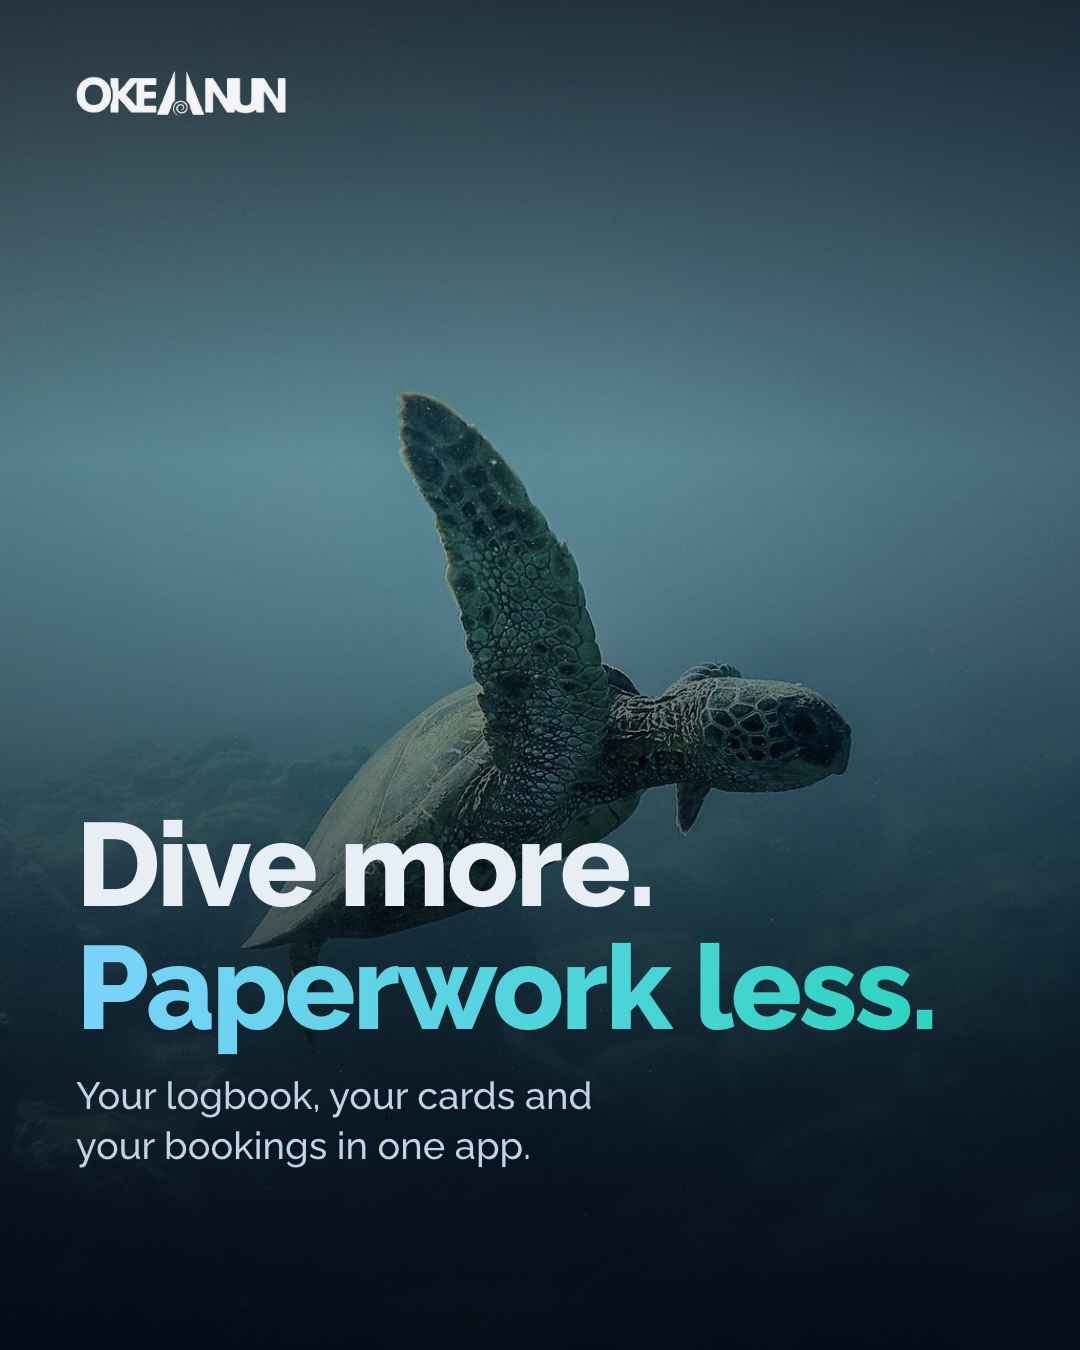 OKEANUN
Dive more.
Paperwork less.
Your logbook, your cards and
your bookings in one app.